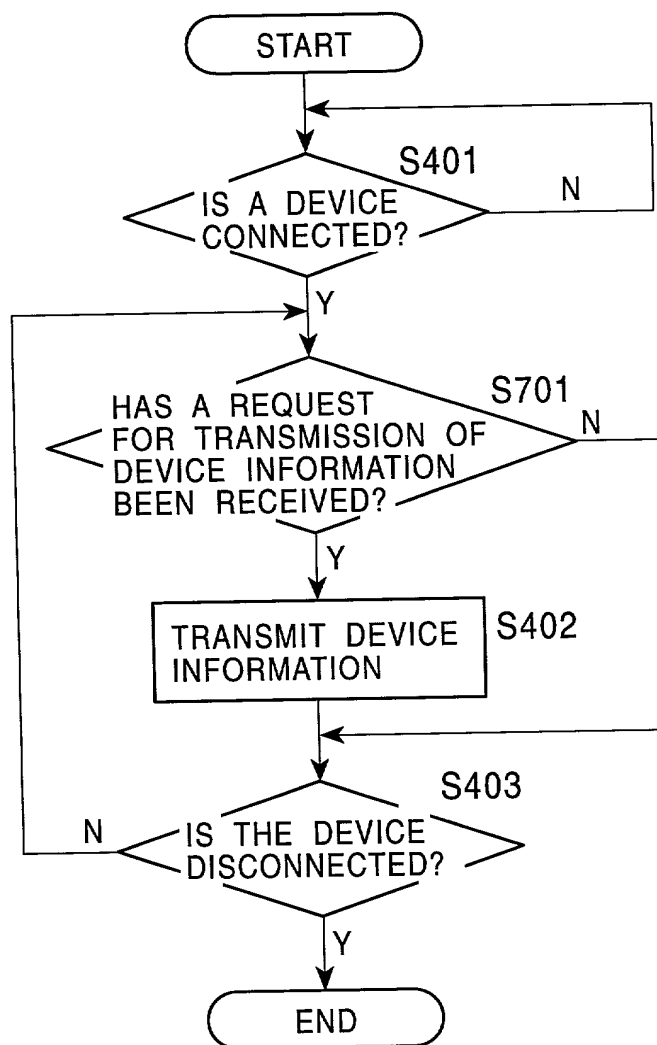 START
S401
IS A DEVICE
CONNECTED?
N
Y
S701
HAS A REQUEST
FOR TRANSMISSION OF
DEVICE INFORMATION
BEEN RECEIVED?
N
Y
TRANSMIT DEVICE
INFORMATION
S402
S403
IS THE DEVICE
DISCONNECTED?
N
Y
END